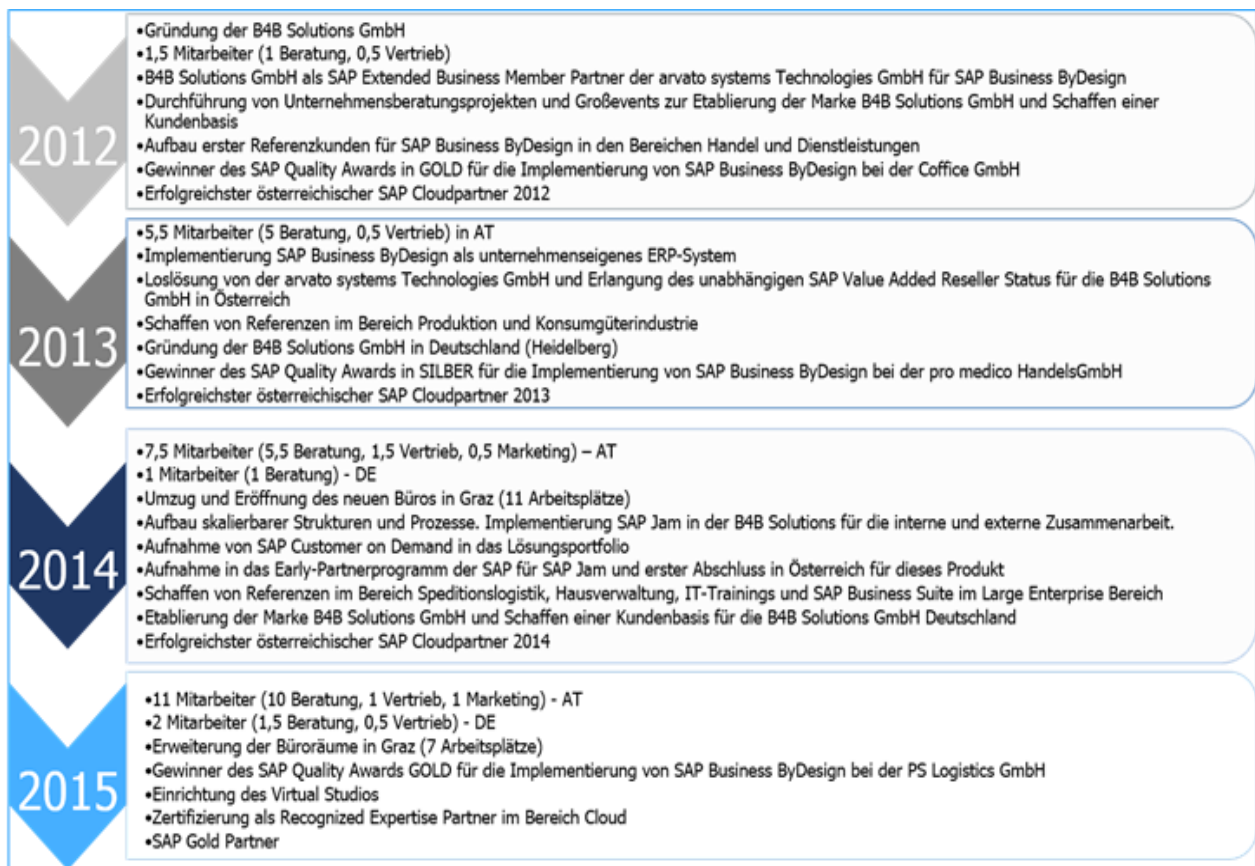 2012
•Gründung der B4B Solutions GmbH
•1,5 Mitarbeiter (1 Beratung, 0,5 Vertrieb)
•B4B Solutions GmbH als SAP Extended Business Member Partner der arvato systems Technologies GmbH für SAP Business ByDesign
•Durchführung von Unternehmensberatungsprojekten und Großevents zur Etablierung der Marke B4B Solutions GmbH und Schaffen einer
Kundenbasis
•Aufbau erster Referenzkunden für SAP Business ByDesign in den Bereichen Handel und Dienstleistungen
•Gewinner des SAP Quality Awards in GOLD für die Implementierung von SAP Business ByDesign bei der Coffice GmbH
•Erfolgreichster österreichischer SAP Cloudpartner 2012
2013
•5,5 Mitarbeiter (5 Beratung, 0,5 Vertrieb) in AT
•Implementierung SAP Business ByDesign als unternehmenseigenes ERP-System
•Loslösung von der arvato systems Technologies GmbH und Erlangung des unabhängigen SAP Value Added Reseller Status für die B4B Solutions
GmbH in Österreich
•Schaffen von Referenzen im Bereich Produktion und Konsumgüterindustrie
•Gründung der B4B Solutions GmbH in Deutschland (Heidelberg)
•Gewinner des SAP Quality Awards in SILBER für die Implementierung von SAP Business ByDesign bei der pro medico HandelsGmbH
•Erfolgreichster österreichischer SAP Cloudpartner 2013
2014
•7,5 Mitarbeiter (5,5 Beratung, 1,5 Vertrieb, 0,5 Marketing) – AT
•1 Mitarbeiter (1 Beratung) - DE
•Umzug und Eröffnung des neuen Büros in Graz (11 Arbeitsplätze)
•Aufbau skalierbarer Strukturen und Prozesse. Implementierung SAP Jam in der B4B Solutions für die interne und externe Zusammenarbeit.
•Aufnahme von SAP Customer on Demand in das Lösungsportfolio
•Aufnahme in das Early-Partnerprogramm der SAP für SAP Jam und erster Abschluss in Österreich für dieses Produkt
•Schaffen von Referenzen im Bereich Speditionslogistik, Hausverwaltung, IT-Trainings und SAP Business Suite im Large Enterprise Bereich
•Etablierung der Marke B4B Solutions GmbH und Schaffen einer Kundenbasis für die B4B Solutions GmbH Deutschland
•Erfolgreichster österreichischer SAP Cloudpartner 2014
2015
•11 Mitarbeiter (10 Beratung, 1 Vertrieb, 1 Marketing) - AT
•2 Mitarbeiter (1,5 Beratung, 0,5 Vertrieb) - DE
•Erweiterung der Büroräume in Graz (7 Arbeitsplätze)
•Gewinner des SAP Quality Awards GOLD für die Implementierung von SAP Business ByDesign bei der PS Logistics GmbH
•Einrichtung des Virtual Studios
•Zertifizierung als Recognized Expertise Partner im Bereich Cloud
•SAP Gold Partner